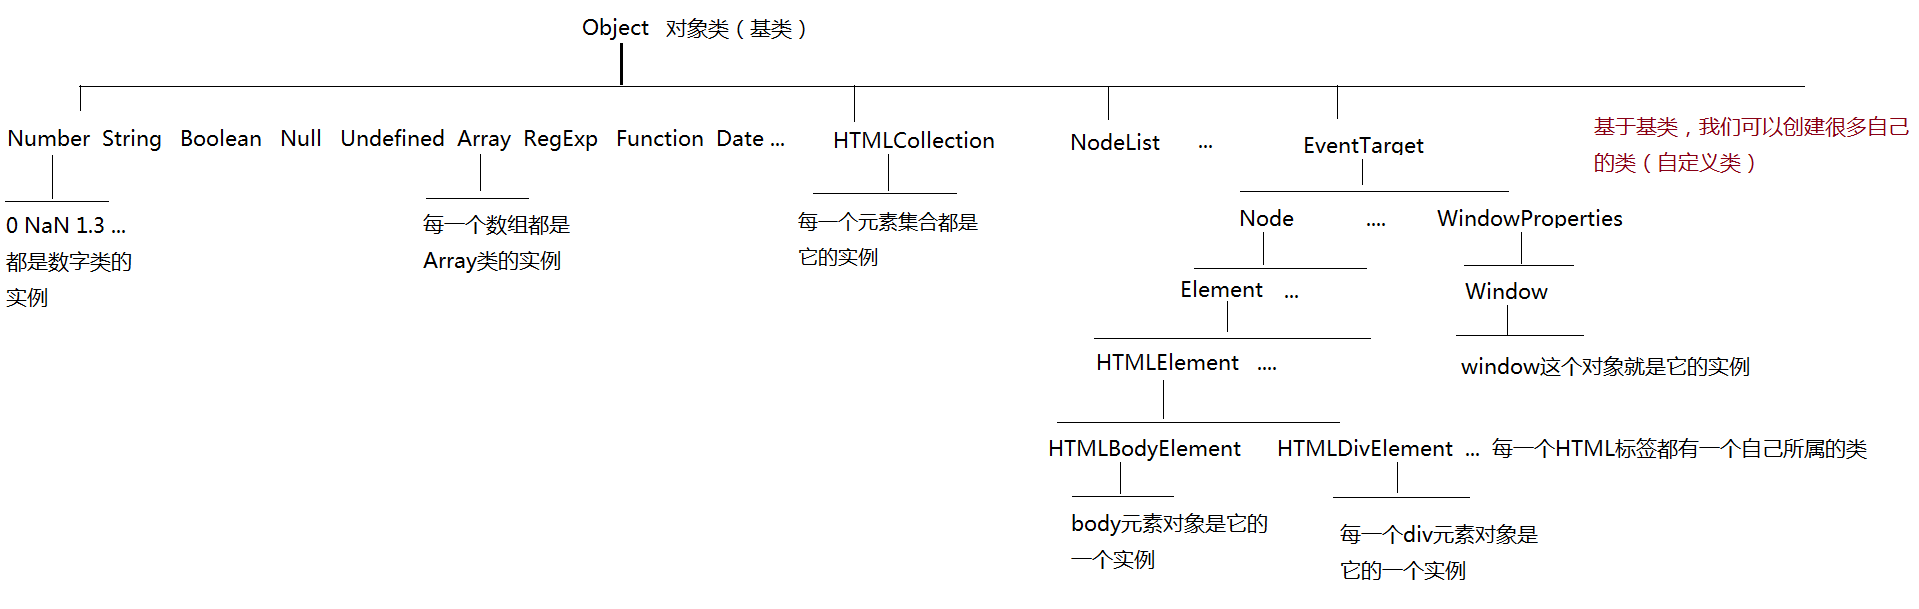 Object 对象类（基类）
Number String Boolean Null Undefined Array RegExp Function Date ...
HTMLCollection
NodeList ...
EventTarget
基于基类，我们可以创建很多自己
的类（自定义类）
0 NaN 1.3 ...
都是数字类的
实例
每一个数组都是
Array类的实例
每一个元素集合都是
它的实例
Node .... WindowProperties
Element ...
Window
HTMLElement ....
window这个对象就是它的实例
HTMLBodyElement HTMLDivElement ... 每一个HTML标签都有一个自己所属的类
body元素对象是它的
一个实例
每一个div元素对象是
它的一个实例